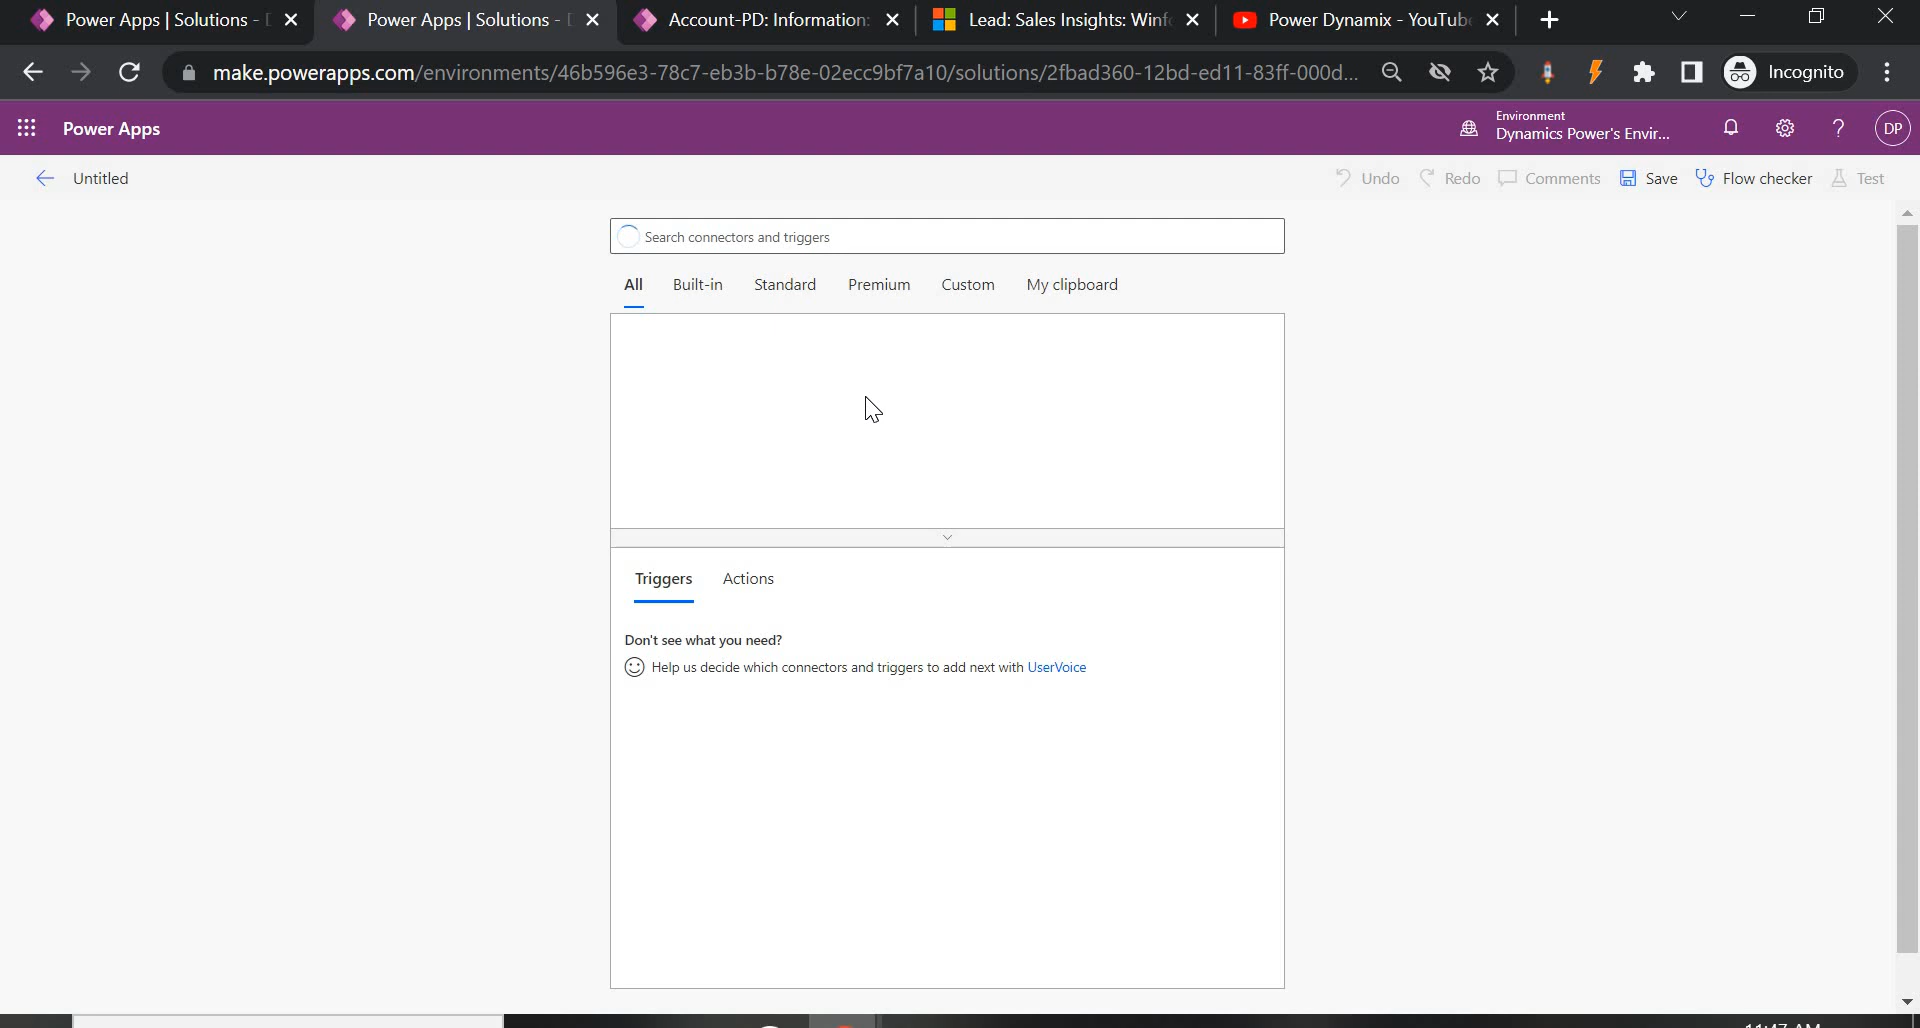 Power Apps | Solutions -
Power Apps | Solutions -
Account-PD: Information:
Lead: Sales Insights: Winf
Power Dynamix - YouTub
make.powerapps.com/environments/46b596e3-78c7-eb3b-b78e-02ecc9bf7a10/solutions/2fbad360-12bd-ed11-83ff-000d...
Incognito
Power Apps
Environment
Dynamics Power's Envir...
DP
Untitled
Undo
Redo
Comments
Save
Flow checker
Test
Search connectors and triggers
All
Built-in
Standard
Premium
Custom
My clipboard
Triggers
Actions
Don't see what you need?
Help us decide which connectors and triggers to add next with UserVoice
11:47 AM